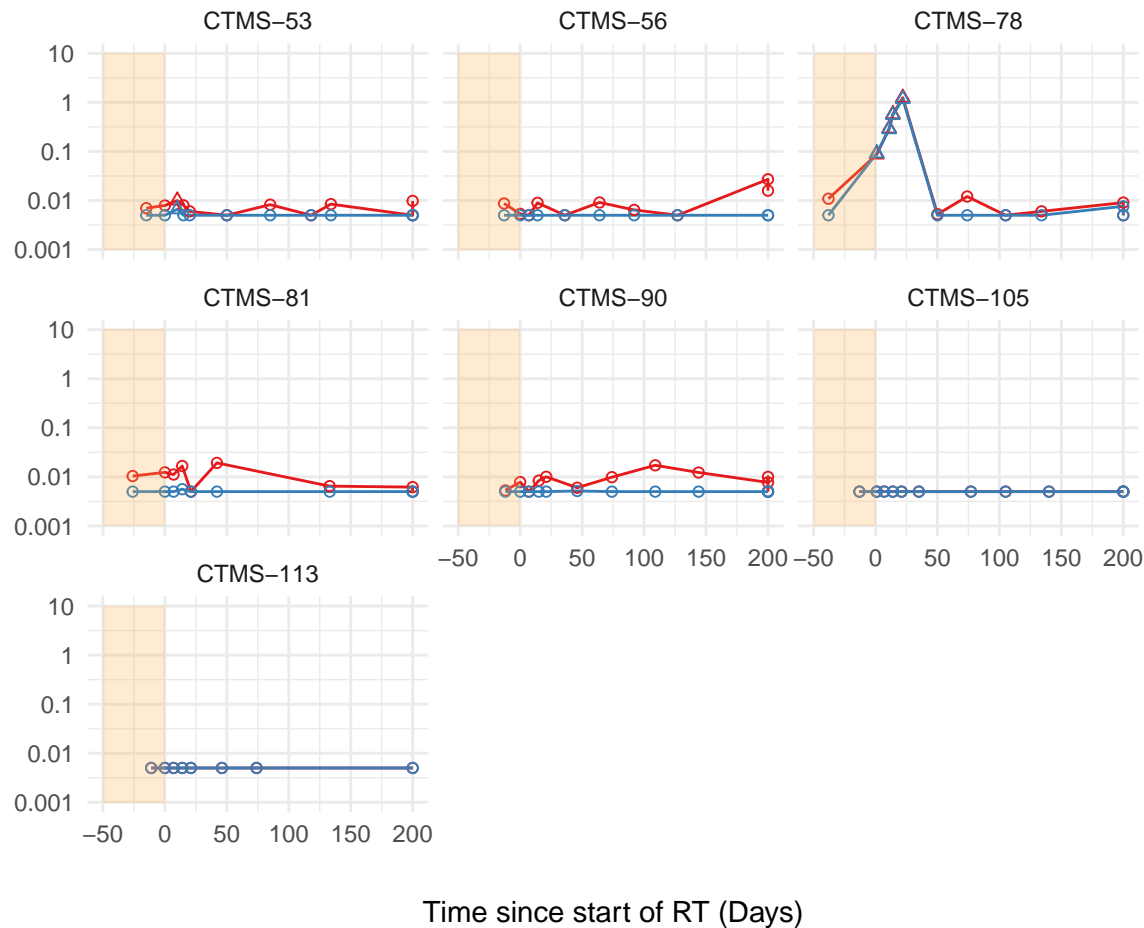 CTMS−53 CTMS−56 CTMS−78
10
1
0.1
0.01
0.001
CTMS−81 CTMS−90 CTMS−105
10
1
0.1
0.01
0.001
−50 0 50 100 150 200 −50 0 50 100 150 200
CTMS−113
10
1
0.1
0.01
0.001
−50 0 50 100 150 200
Time since start of RT (Days)